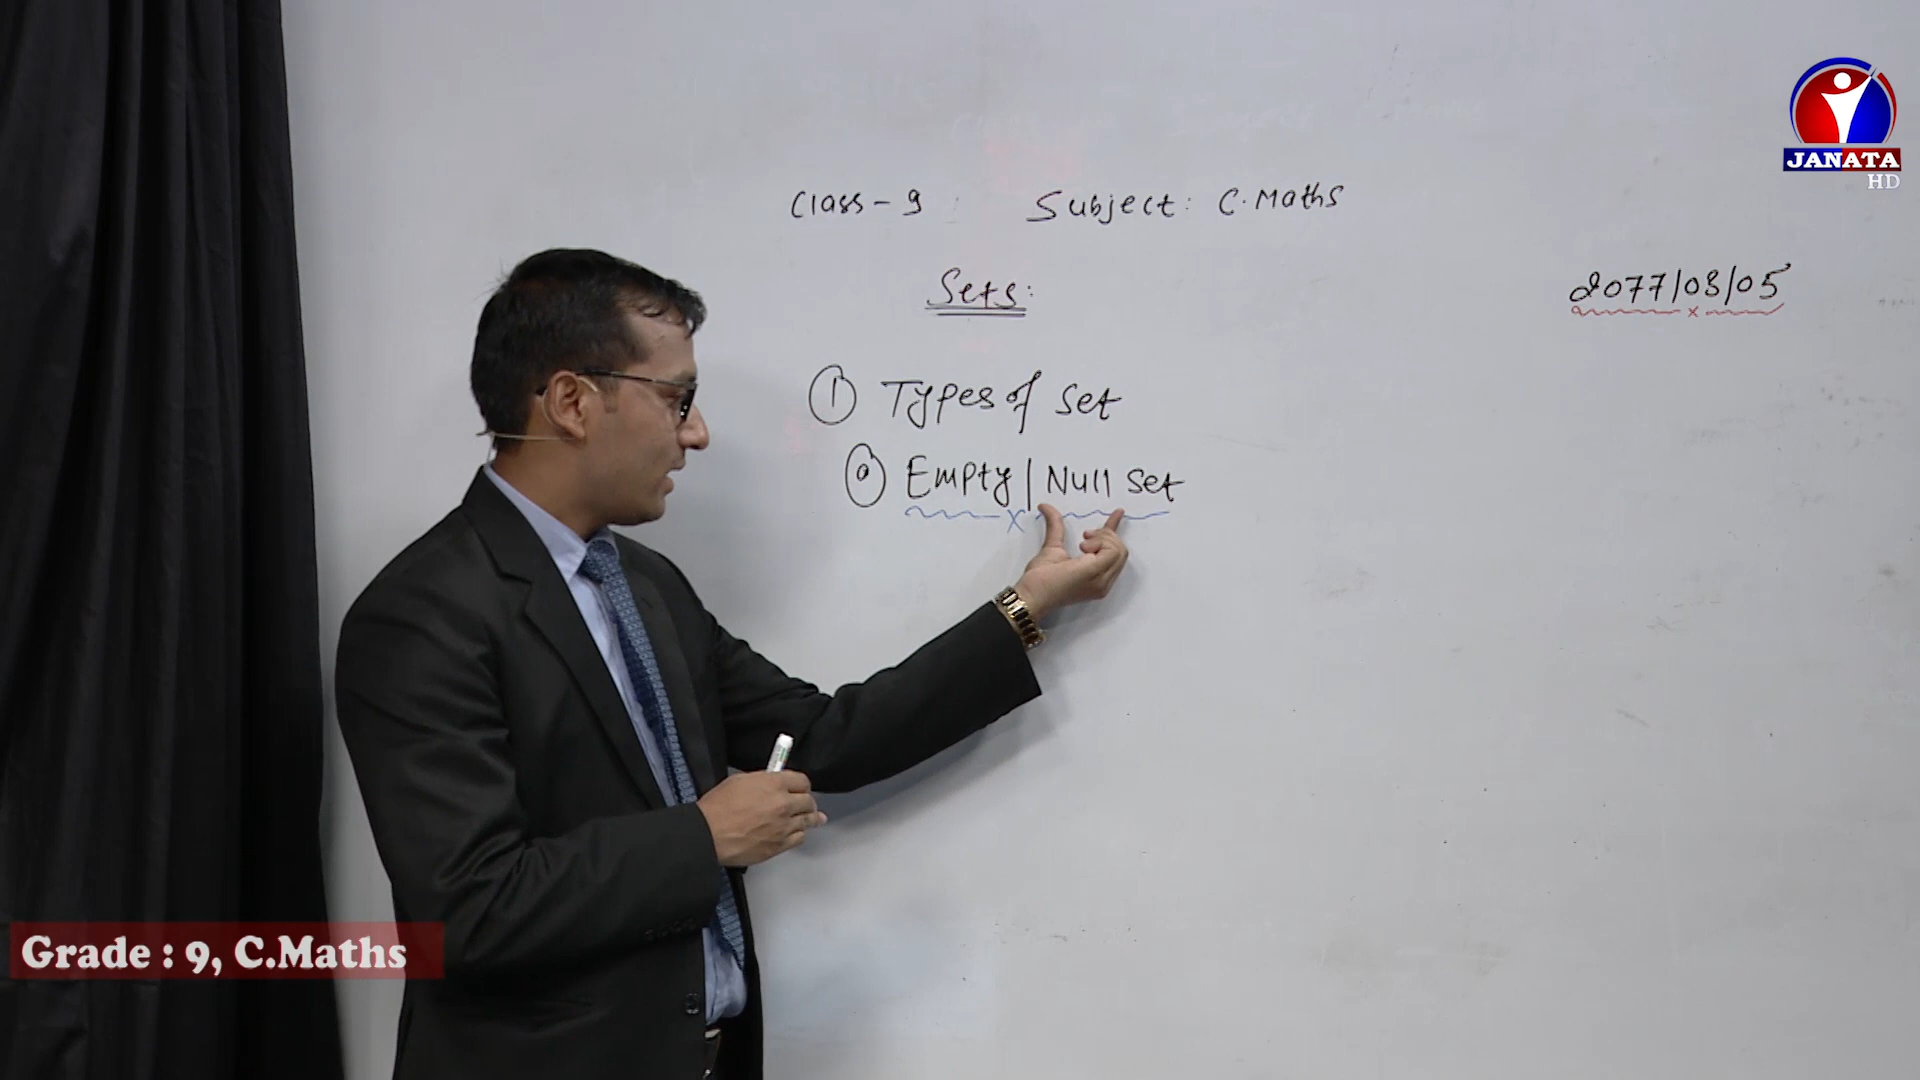 JANATA
HD
Class-9 Subject: C.Maths
2077/08/05
Sets:
① Types of Set
ⓐ Empty/Null Set
Grade : 9, C.Maths